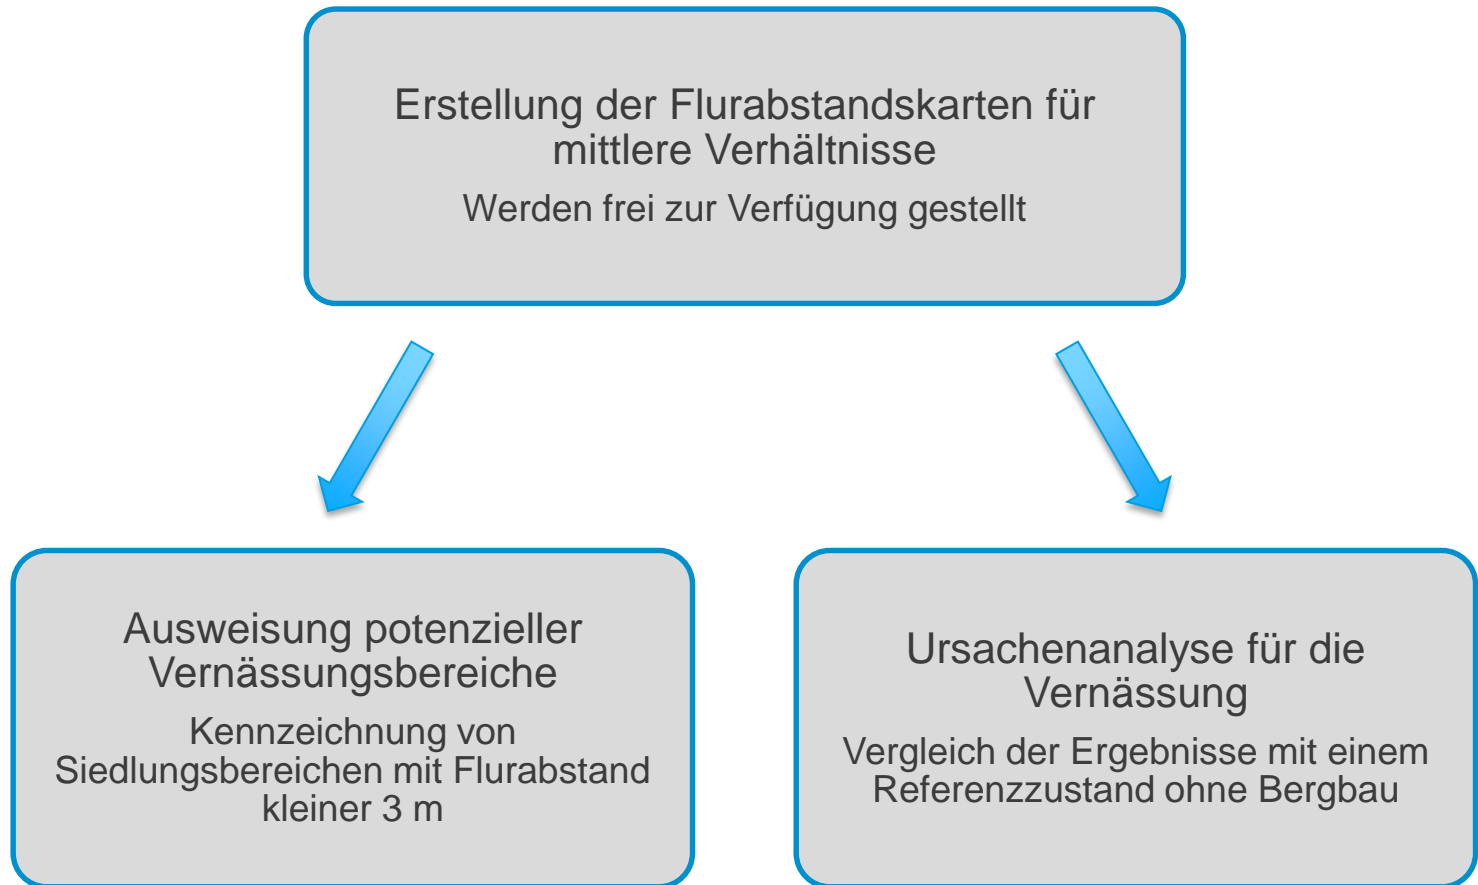 Erstellung der Flurabstandskarten für
mittlere Verhältnisse
Werden frei zur Verfügung gestellt
Ausweisung potenzieller
Vernässungsbereiche
Kennzeichnung von
Siedlungsbereichen mit Flurabstand
kleiner 3 m
Ursachenanalyse für die
Vernässung
Vergleich der Ergebnisse mit einem
Referenzzustand ohne Bergbau